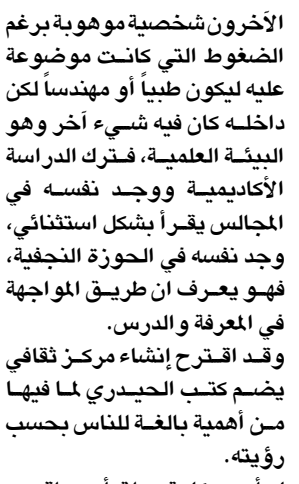 الآخرون شخصية موهوبة برغم
الضغوط التي كانت موضوعة
عليه ليكون طبياً أو مهندساً لكن
داخله كان فيه شيء آخر وهو
البيئة العلمية، فترك الدراسة
الأكاديمية ووجد نفسه في
المجالس يقرأ بشكل استثنائي،
وجد نفسه في الحوزة النجفية،
فهو يعرف ان طريق المواجهة
في المعرفة والدرس.
وقد اقترح إنشاء مركز ثقافي
يضم كتب الحيدري لما فيها
من أهمية بالغة للناس بحسب
رؤيته.